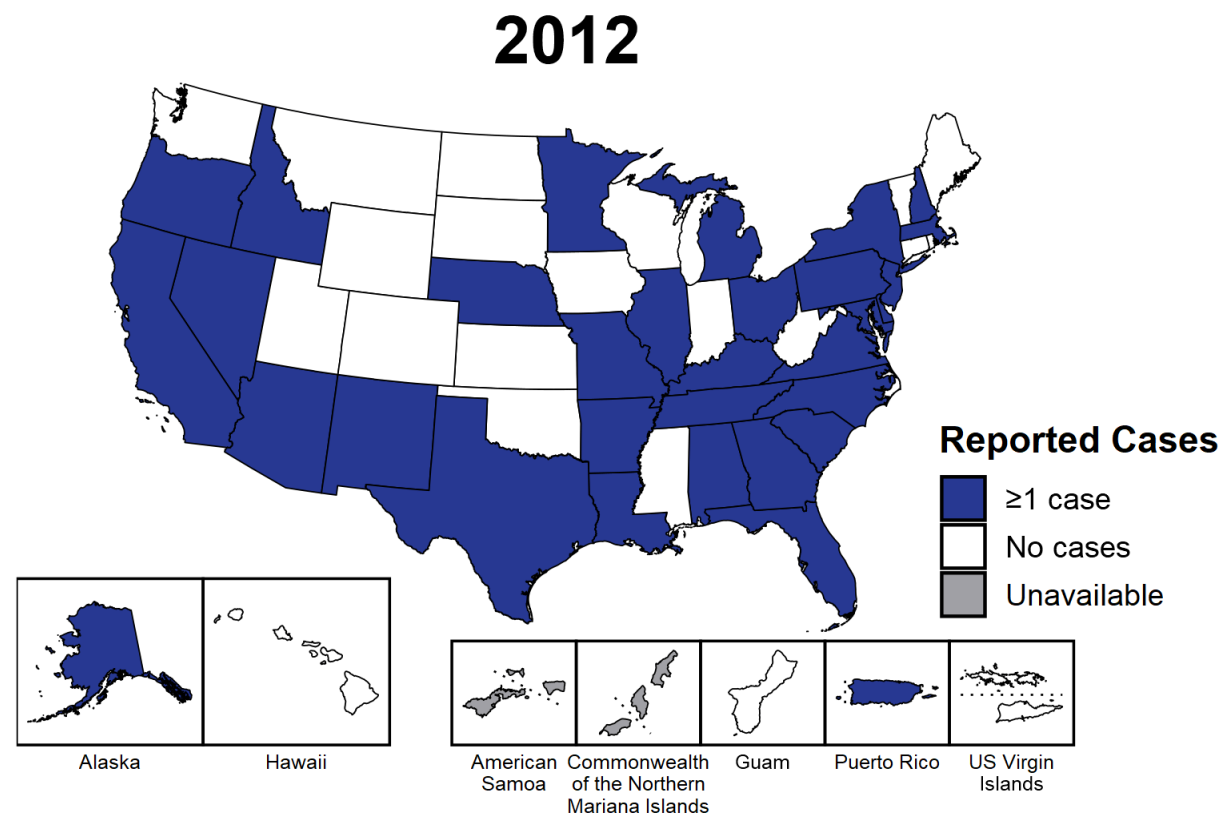 2012
Reported Cases
≥1 case
No cases
Unavailable
Alaska
Hawaii
American
Samoa
Commonwealth
of the Northern
Mariana Islands
Guam
Puerto Rico
US Virgin
Islands